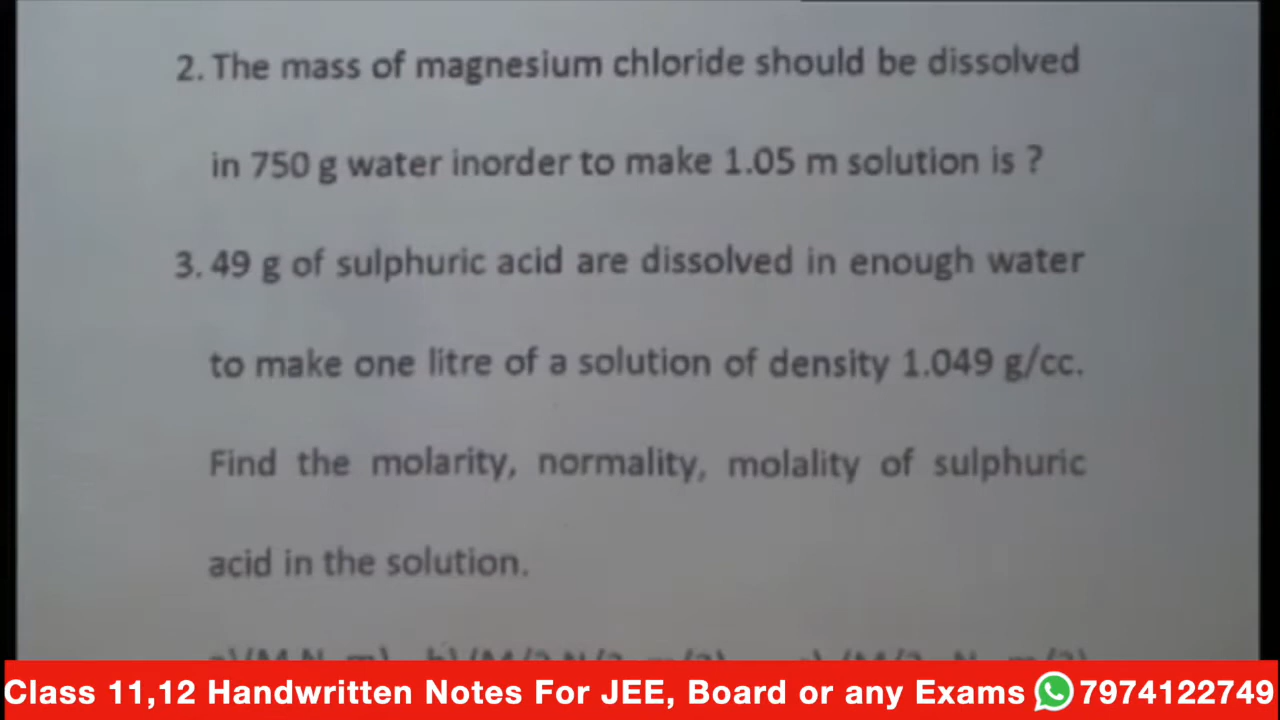 2. The mass of magnesium chloride should be dissolved
in 750 g water inorder to make 1.05 m solution is ?
3. 49 g of sulphuric acid are dissolved in enough water
to make one litre of a solution of density 1.049 g/cc.
Find the molarity, normality, molality of sulphuric
acid in the solution.
Class 11,12 Handwritten Notes For JEE, Board or any Exams 7974122749